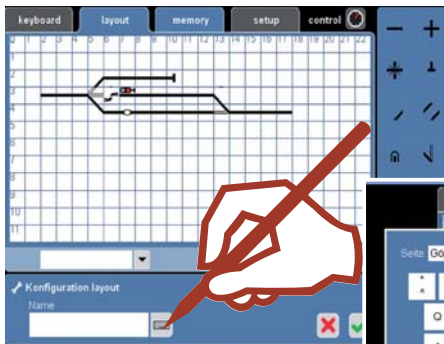 keyboard layout memory setup control
0 1 2 3 4 5 6 7 8 9 10 11 12 13 14 15 16 17 18 19 20 21 22
1
2
3
4
5
6
7
8
9
10
11
Konfiguration layout
Name
Seite Gö
^
Q